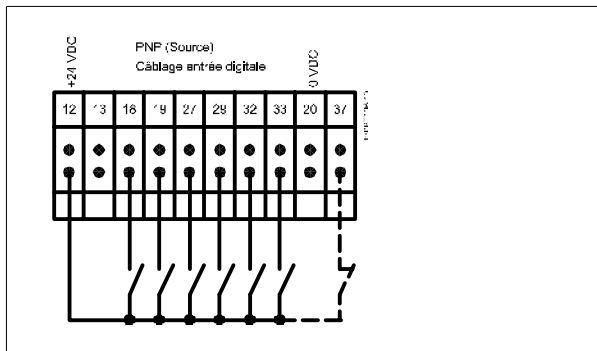 PNP (Source)
Câblage entrée digitale
+24 VDC
0 VDC
12 13 18 19 27 29 32 33 20 37